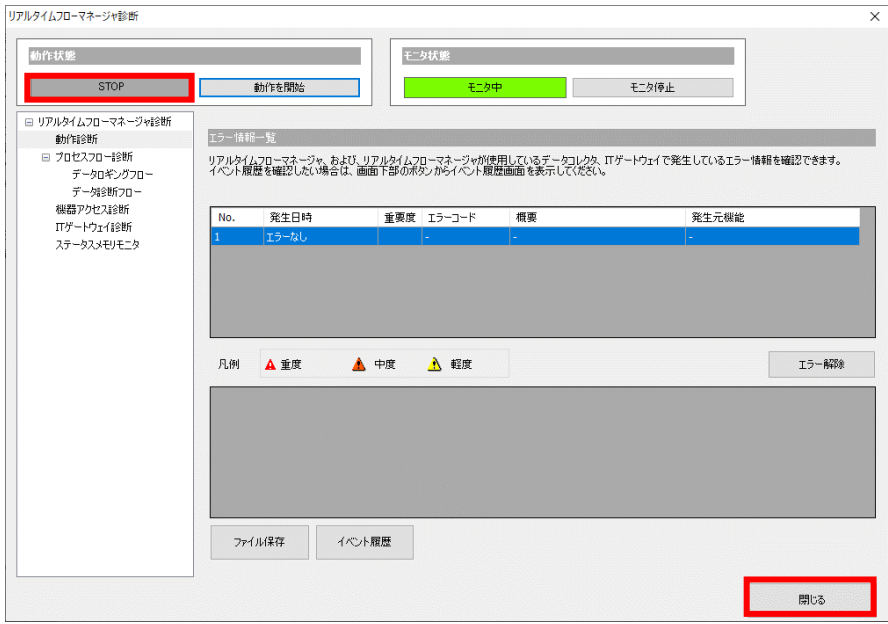 リアルタイムフローマネージャ診断
動作状態
STOP
動作を開始
モニタ状態
モニタ中
モニタ停止
リアルタイムフローマネージャ診断
動作診断
プロセスフロー診断
データロギングフロー
データ診断フロー
機器アクセス診断
ITゲートウェイ診断
ステータスメモリモニタ
エラー情報一覧
リアルタイムフローマネージャ、および、リアルタイムフローマネージャが使用しているデータコレクタ、ITゲートウェイで発生しているエラー情報を確認できます。
イベント履歴を確認したい場合は、画面下部のボタンからイベント履歴画面を表示してください。
No. 発生日時 重要度 エラーコード 概要 発生元機能
1 エラーなし - - -
凡例 重度 中度 軽度
エラー解除
ファイル保存
イベント履歴
閉じる